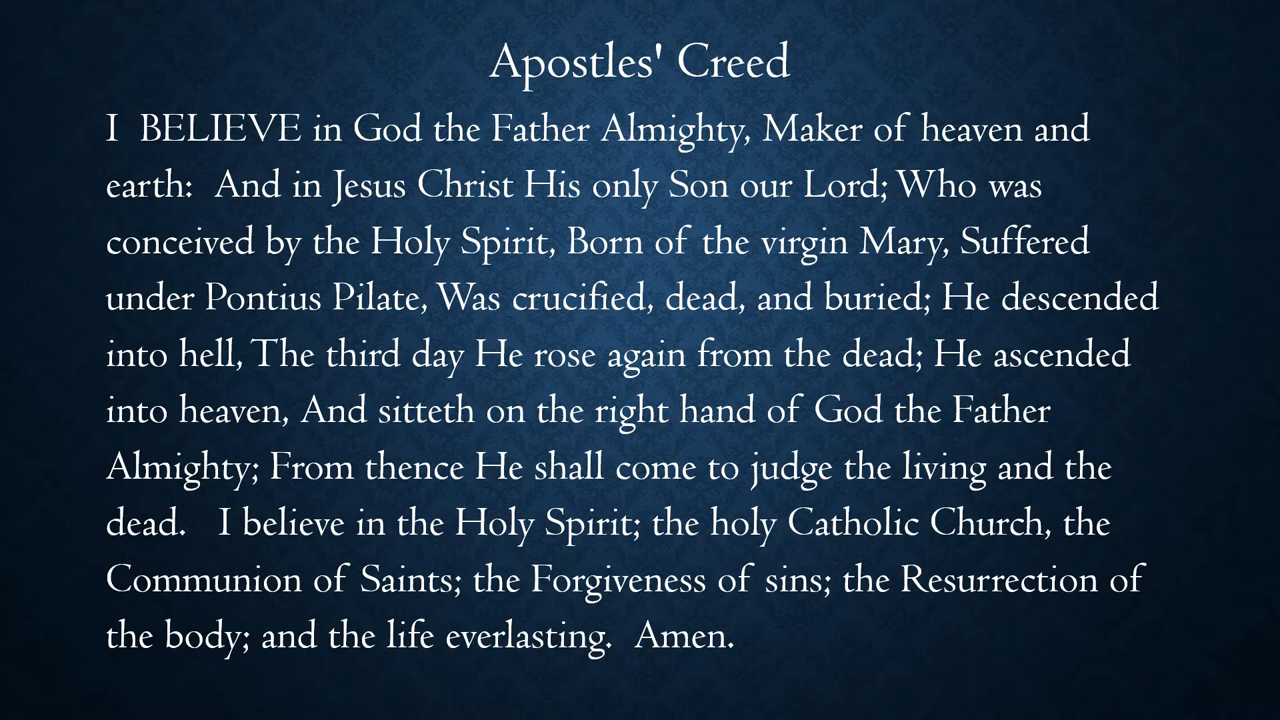 Apostles' Creed
I  BELIEVE in God the Father Almighty, Maker of heaven and
earth:  And in Jesus Christ His only Son our Lord; Who was
conceived by the Holy Spirit, Born of the virgin Mary, Suffered
under Pontius Pilate, Was crucified, dead, and buried; He descended
into hell, The third day He rose again from the dead; He ascended
into heaven, And sitteth on the right hand of God the Father
Almighty; From thence He shall come to judge the living and the
dead.   I believe in the Holy Spirit; the holy Catholic Church, the
Communion of Saints; the Forgiveness of sins; the Resurrection of
the body; and the life everlasting.  Amen.